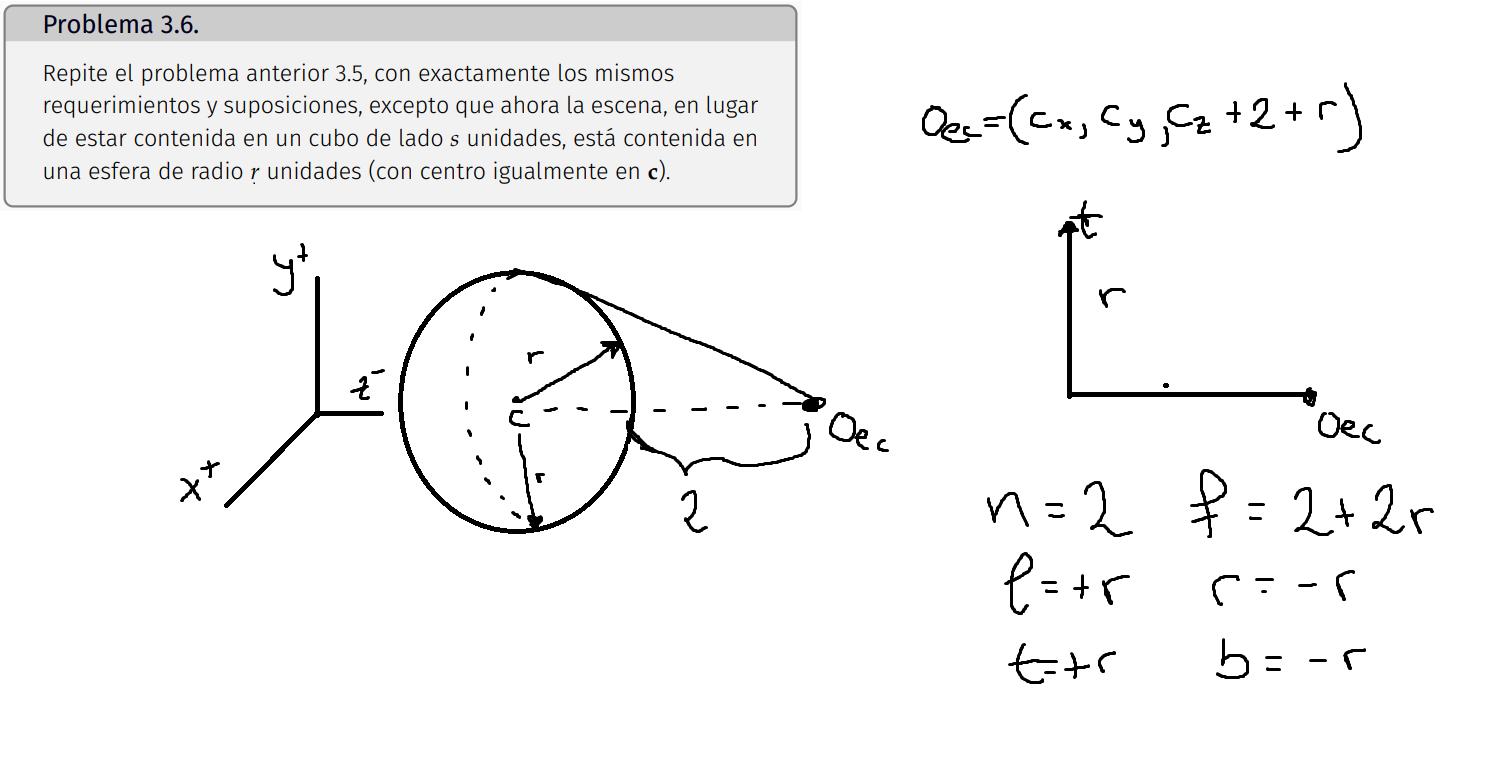 Problema 3.6.
Repite el problema anterior 3.5, con exactamente los mismos
requerimientos y suposiciones, excepto que ahora la escena, en lugar
de estar contenida en un cubo de lado s unidades, está contenida en
una esfera de radio r unidades (con centro igualmente en c).
Oec=(cx, cy, cz +2+r)
y+
z-
x+
r
c
r
Oec
2
t
r
Oec
n=2 f=2+2r
l=+r r=-r
t=+r b=-r